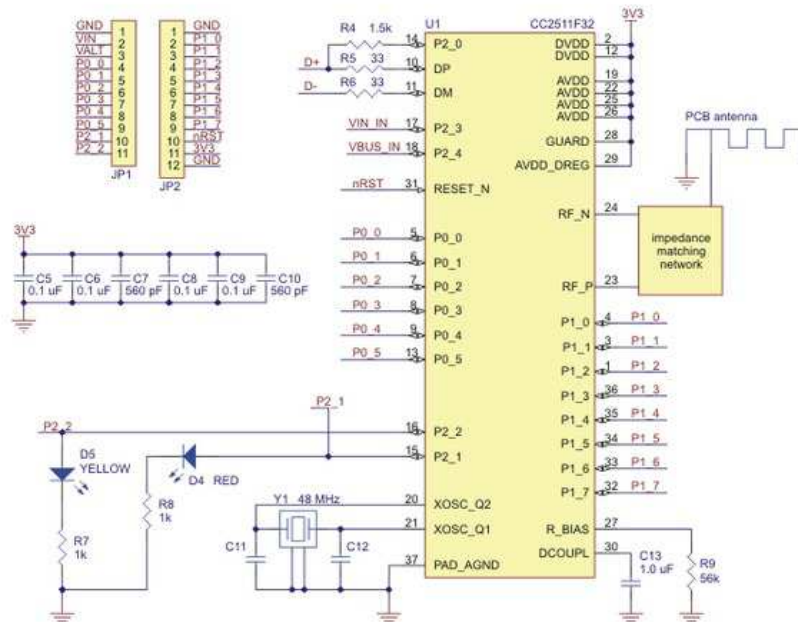 GND
VIN
VALT
P0_0
P0_1
P0_2
P0_3
P0_4
P0_5
P2_1
P2_2
1
2
3
4
5
6
7
8
9
10
11
JP1
1
2
3
4
5
6
7
8
9
10
11
12
JP2
GND
P1_0
P1_1
P1_2
P1_3
P1_4
P1_5
P1_6
P1_7
nRST
3V3
GND
3V3
C5
0.1 uF
C6
0.1 uF
C7
560 pF
C8
0.1 uF
C9
0.1 uF
C10
560 pF
U1
CC2511F32
R4 1.5k
D+
R5 33
D-
R6 33
14 P2_0
10 DP
11 DM
VIN_IN 17 P2_3
VBUS_IN 18 P2_4
nRST 31 RESET_N
P0_0 5 P0_0
P0_1 6 P0_1
P0_2 7 P0_2
P0_3 8 P0_3
P0_4 9 P0_4
P0_5 13 P0_5
P2_1
P2_2 16 P2_2
15 P2_1
D5
YELLOW
D4 RED
R8
1k
R7
1k
Y1 48 MHz
C11
C12
20 XOSC_Q2
21 XOSC_Q1
37 PAD_AGND
3V3
DVDD 2
DVDD 12
AVDD 19
AVDD 22
AVDD 25
AVDD 26
GUARD 28
AVDD_DREG 29
PCB antenna
RF_N 24
impedance
matching
network
RF_P 23
P1_0 4 P1_0
P1_1 3 P1_1
P1_2 1 P1_2
P1_3 36 P1_3
P1_4 35 P1_4
P1_5 34 P1_5
P1_6 33 P1_6
P1_7 32 P1_7
R_BIAS 27
DCOUPL 30
C13
1.0 uF
R9
56k